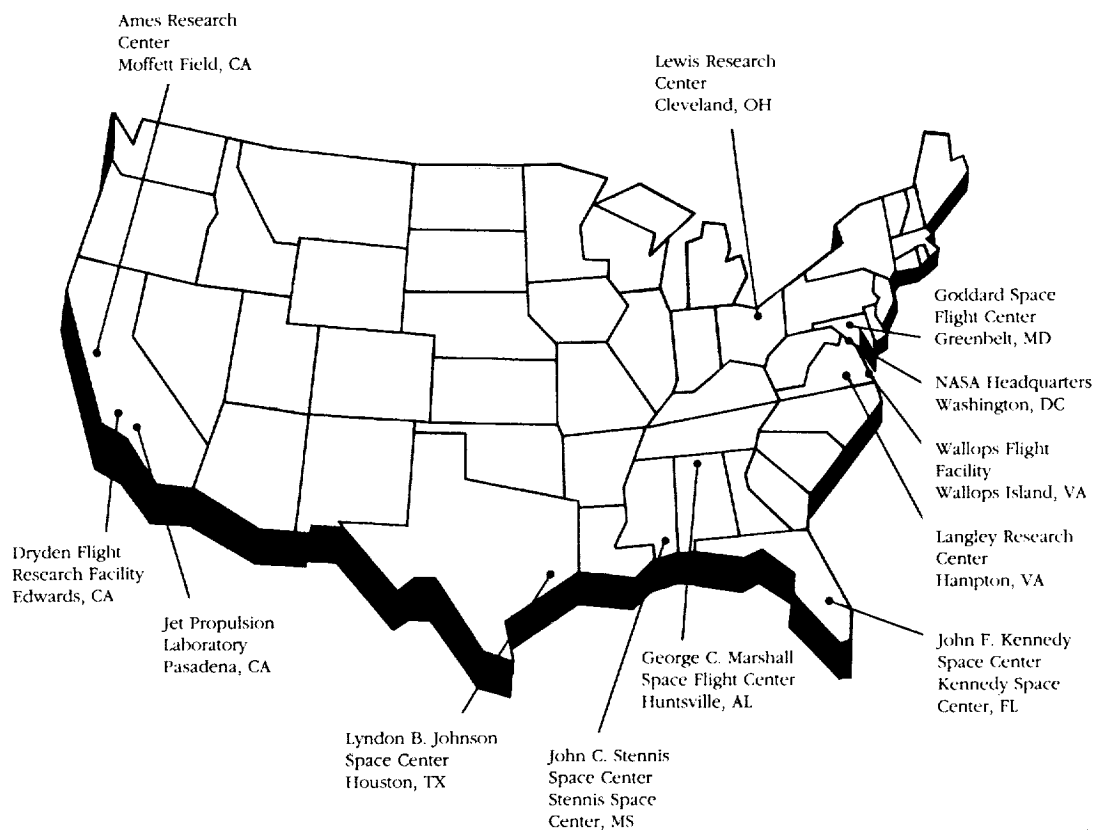 Ames Research
Center
Moffett Field, CA
Lewis Research
Center
Cleveland, OH
Goddard Space
Flight Center
Greenbelt, MD
NASA Headquarters
Washington, DC
Wallops Flight
Facility
Wallops Island, VA
Langley Research
Center
Hampton, VA
John F. Kennedy
Space Center
Kennedy Space
Center, FL
Dryden Flight
Research Facility
Edwards, CA
Jet Propulsion
Laboratory
Pasadena, CA
George C. Marshall
Space Flight Center
Huntsville, AL
Lyndon B. Johnson
Space Center
Houston, TX
John C. Stennis
Space Center
Stennis Space
Center, MS